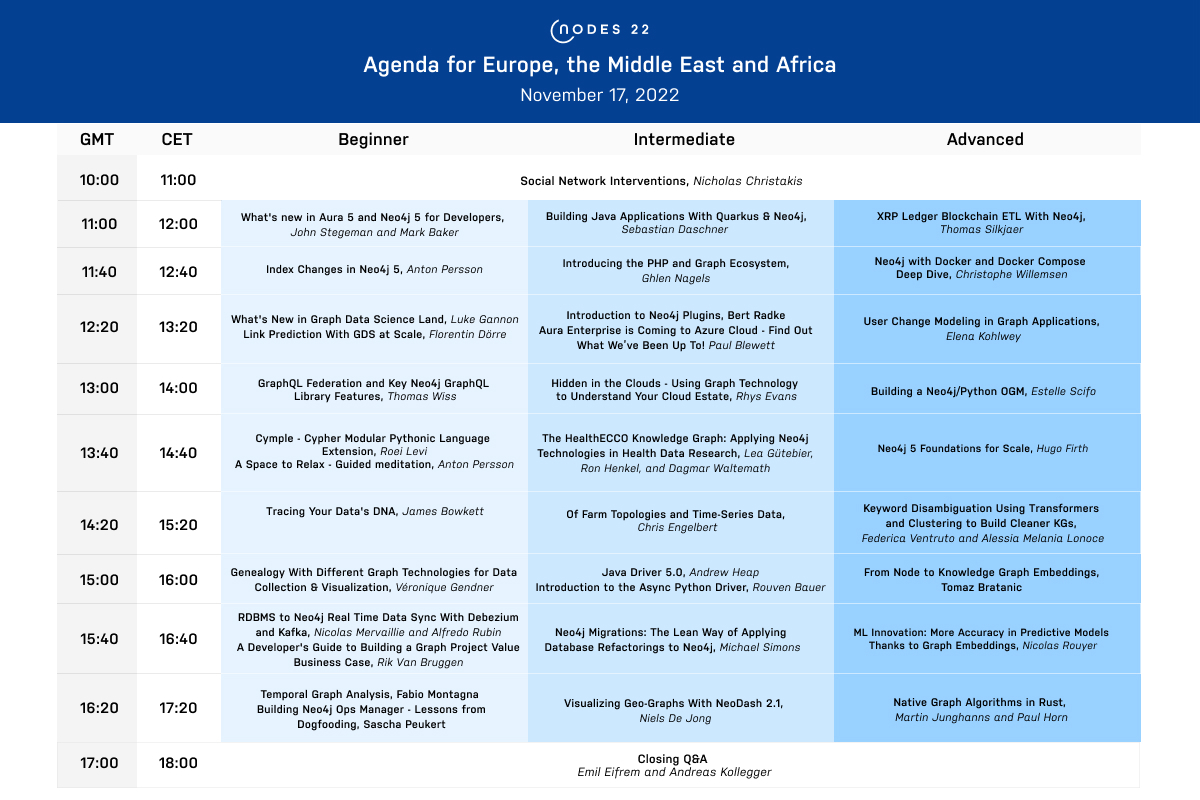 NODES 22
Agenda for Europe, the Middle East and Africa
November 17, 2022
GMT CET Beginner Intermediate Advanced
10:00 11:00
Social Network Interventions, Nicholas Christakis
11:00 12:00
What's new in Aura 5 and Neo4j 5 for Developers,
John Stegeman and Mark Baker
Building Java Applications With Quarkus & Neo4j,
Sebastian Daschner
XRP Ledger Blockchain ETL With Neo4j,
Thomas Silkjaer
11:40 12:40
Index Changes in Neo4j 5, Anton Persson
Introducing the PHP and Graph Ecosystem,
Ghlen Nagels
Neo4j with Docker and Docker Compose
Deep Dive, Christophe Willemsen
12:20 13:20
What's New in Graph Data Science Land, Luke Gannon
Link Prediction With GDS at Scale, Florentin Dörre
Introduction to Neo4j Plugins, Bert Radke
Aura Enterprise is Coming to Azure Cloud - Find Out
What We've Been Up To! Paul Blewett
User Change Modeling in Graph Applications,
Elena Kohlwey
13:00 14:00
GraphQL Federation and Key Neo4j GraphQL
Library Features, Thomas Wiss
Hidden in the Clouds - Using Graph Technology
to Understand Your Cloud Estate, Rhys Evans
Building a Neo4j/Python OGM, Estelle Scifo
13:40 14:40
Cymple - Cypher Modular Pythonic Language
Extension, Roei Levi
A Space to Relax - Guided meditation, Anton Persson
The HealthECCO Knowledge Graph: Applying Neo4j
Technologies in Health Data Research, Lea Gütebier,
Ron Henkel, and Dagmar Waltemath
Neo4j 5 Foundations for Scale, Hugo Firth
14:20 15:20
Tracing Your Data's DNA, James Bowkett
Of Farm Topologies and Time-Series Data,
Chris Engelbert
Keyword Disambiguation Using Transformers
and Clustering to Build Cleaner KGs,
Federica Ventruto and Alessia Melania Lonoce
15:00 16:00
Genealogy With Different Graph Technologies for Data
Collection & Visualization, Véronique Gendner
Java Driver 5.0, Andrew Heap
Introduction to the Async Python Driver, Rouven Bauer
From Node to Knowledge Graph Embeddings,
Tomaz Bratanic
15:40 16:40
RDBMS to Neo4j Real Time Data Sync With Debezium
and Kafka, Nicolas Mervaillie and Alfredo Rubin
A Developer's Guide to Building a Graph Project Value
Business Case, Rik Van Bruggen
Neo4j Migrations: The Lean Way of Applying
Database Refactorings to Neo4j, Michael Simons
ML Innovation: More Accuracy in Predictive Models
Thanks to Graph Embeddings, Nicolas Rouyer
16:20 17:20
Temporal Graph Analysis, Fabio Montagna
Building Neo4j Ops Manager - Lessons from
Dogfooding, Sascha Peukert
Visualizing Geo-Graphs With NeoDash 2.1,
Niels De Jong
Native Graph Algorithms in Rust,
Martin Junghanns and Paul Horn
17:00 18:00
Closing Q&A
Emil Eifrem and Andreas Kollegger